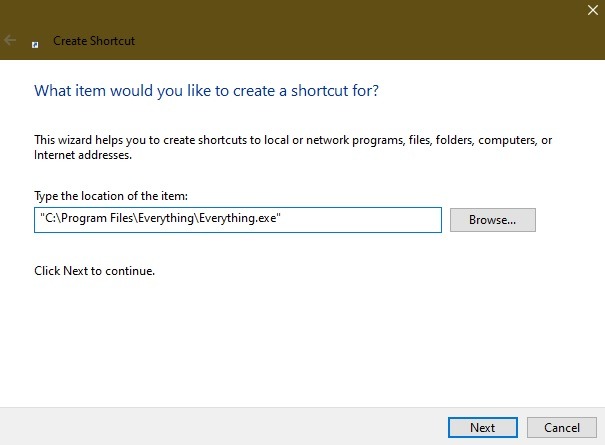 Create Shortcut
What item would you like to create a shortcut for?
This wizard helps you to create shortcuts to local or network programs, files, folders, computers, or
Internet addresses.
Type the location of the item:
"C:\Program Files\Everything\Everything.exe"
Browse...
Click Next to continue.
Next
Cancel